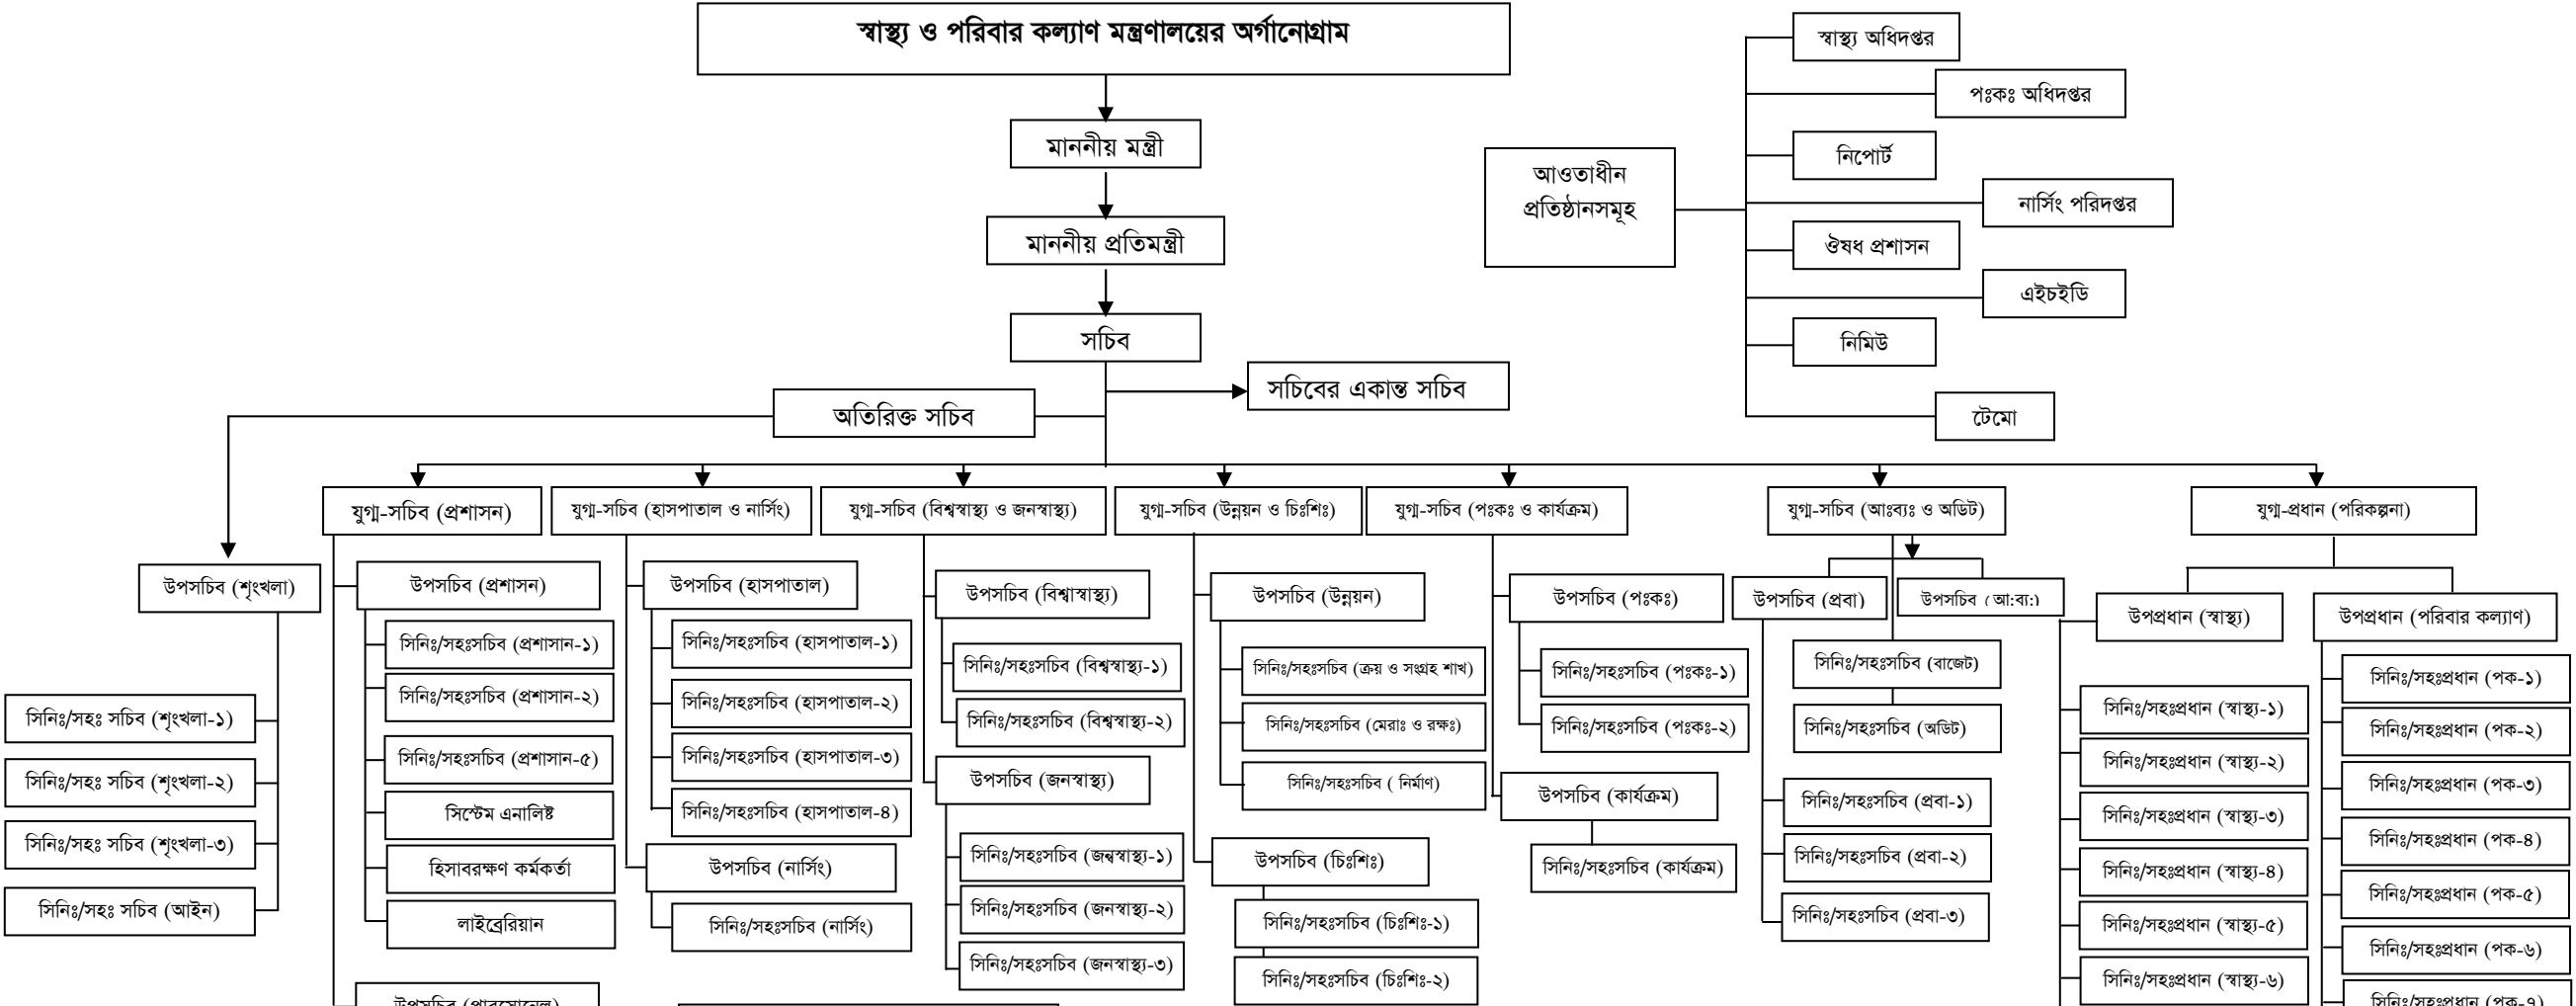 স্বাস্থ্য ও পরিবার কল্যাণ মন্ত্রণালয়ের অর্গানোগ্রাম
মাননীয় মন্ত্রী
মাননীয় প্রতিমন্ত্রী
সচিব
সচিবের একান্ত সচিব
অতিরিক্ত সচিব
আওতাধীন
প্রতিষ্ঠানসমূহ
স্বাস্থ্য অধিদপ্তর
পঃকঃ অধিদপ্তর
নিপোর্ট
নার্সিং পরিদপ্তর
ঔষধ প্রশাসন
এইচইডি
নিমিউ
টেমো
উপসচিব (শৃংখলা)
সিনিঃ/সহঃ সচিব (শৃংখলা-১)
সিনিঃ/সহঃ সচিব (শৃংখলা-২)
সিনিঃ/সহঃ সচিব (শৃংখলা-৩)
সিনিঃ/সহঃ সচিব (আইন)
যুগ্ম-সচিব (প্রশাসন)
উপসচিব (প্রশাসন)
সিনিঃ/সহঃসচিব (প্রশাসান-১)
সিনিঃ/সহঃসচিব (প্রশাসান-২)
সিনিঃ/সহঃসচিব (প্রশাসান-৫)
সিস্টেম এনালিষ্ট
হিসাবরক্ষণ কর্মকর্তা
লাইব্রেরিয়ান
উপসচিব (পারসোনেল)
যুগ্ম-সচিব (হাসপাতাল ও নার্সিং)
উপসচিব (হাসপাতাল)
সিনিঃ/সহঃসচিব (হাসপাতাল-১)
সিনিঃ/সহঃসচিব (হাসপাতাল-২)
সিনিঃ/সহঃসচিব (হাসপাতাল-৩)
সিনিঃ/সহঃসচিব (হাসপাতাল-৪)
উপসচিব (নার্সিং)
সিনিঃ/সহঃসচিব (নার্সিং)
যুগ্ম-সচিব (বিশ্বস্বাস্থ্য ও জনস্বাস্থ্য)
উপসচিব (বিশ্বাস্বাস্থ্য)
সিনিঃ/সহঃসচিব (বিশ্বস্বাস্থ্য-১)
সিনিঃ/সহঃসচিব (বিশ্বস্বাস্থ্য-২)
উপসচিব (জনস্বাস্থ্য)
সিনিঃ/সহঃসচিব (জন্বস্বাস্থ্য-১)
সিনিঃ/সহঃসচিব (জনস্বাস্থ্য-২)
সিনিঃ/সহঃসচিব (জনস্বাস্থ্য-৩)
যুগ্ম-সচিব (উন্নয়ন ও চিঃশিঃ)
উপসচিব (উন্নয়ন)
সিনিঃ/সহঃসচিব (ক্রয় ও সংগ্রহ শাখ)
সিনিঃ/সহঃসচিব (মেরাঃ ও রক্ষঃ)
সিনিঃ/সহঃসচিব ( নির্মাণ)
উপসচিব (চিঃশিঃ)
সিনিঃ/সহঃসচিব (চিঃশিঃ-১)
সিনিঃ/সহঃসচিব (চিঃশিঃ-২)
যুগ্ম-সচিব (পঃকঃ ও কার্যক্রম)
উপসচিব (পঃকঃ)
সিনিঃ/সহঃসচিব (পঃকঃ-১)
সিনিঃ/সহঃসচিব (পঃকঃ-২)
উপসচিব (কার্যক্রম)
সিনিঃ/সহঃসচিব (কার্যক্রম)
যুগ্ম-সচিব (আঃব্যঃ ও অডিট)
উপসচিব (প্রবা)
উপসচিব (আ:ব্য:)
সিনিঃ/সহঃসচিব (বাজেট)
সিনিঃ/সহঃসচিব (অডিট)
সিনিঃ/সহঃসচিব (প্রবা-১)
সিনিঃ/সহঃসচিব (প্রবা-২)
সিনিঃ/সহঃসচিব (প্রবা-৩)
যুগ্ম-প্রধান (পরিকল্পনা)
উপপ্রধান (স্বাস্থ্য)
সিনিঃ/সহঃপ্রধান (স্বাস্থ্য-১)
সিনিঃ/সহঃপ্রধান (স্বাস্থ্য-২)
সিনিঃ/সহঃপ্রধান (স্বাস্থ্য-৩)
সিনিঃ/সহঃপ্রধান (স্বাস্থ্য-৪)
সিনিঃ/সহঃপ্রধান (স্বাস্থ্য-৫)
সিনিঃ/সহঃপ্রধান (স্বাস্থ্য-৬)
উপপ্রধান (পরিবার কল্যাণ)
সিনিঃ/সহঃপ্রধান (পক-১)
সিনিঃ/সহঃপ্রধান (পক-২)
সিনিঃ/সহঃপ্রধান (পক-৩)
সিনিঃ/সহঃপ্রধান (পক-৪)
সিনিঃ/সহঃপ্রধান (পক-৫)
সিনিঃ/সহঃপ্রধান (পক-৬)
সিনিঃ/সহঃপ্রধান (পক-৭)